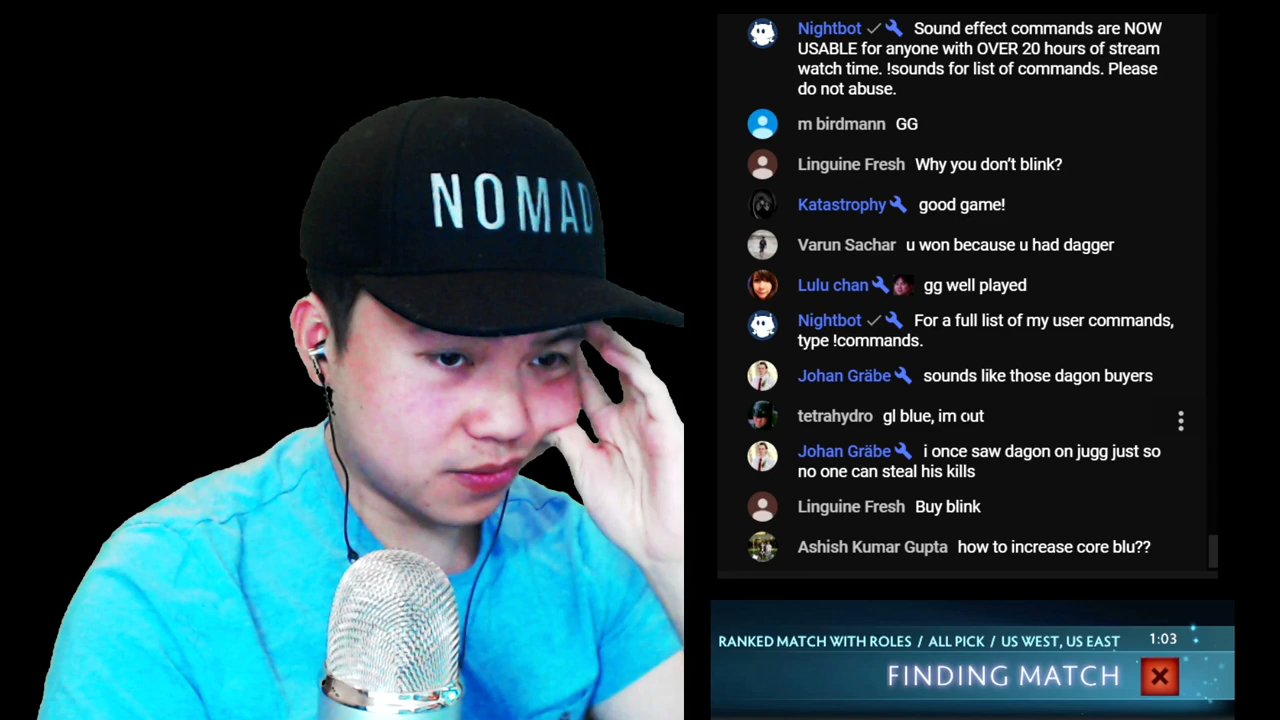 NOMAD
Nightbot Sound effect commands are NOW
USABLE for anyone with OVER 20 hours of stream
watch time. !sounds for list of commands. Please
do not abuse.
m birdmann GG
Linguine Fresh Why you don’t blink?
Katastrophy good game!
Varun Sachar u won because u had dagger
Lulu chan gg well played
Nightbot For a full list of my user commands,
type !commands.
Johan Gräbe sounds like those dagon buyers
tetrahydro gl blue, im out
Johan Gräbe i once saw dagon on jugg just so
no one can steal his kills
Linguine Fresh Buy blink
Ashish Kumar Gupta how to increase core blu??
RANKED MATCH WITH ROLES / ALL PICK / US WEST, US EAST 1:03
FINDING MATCH